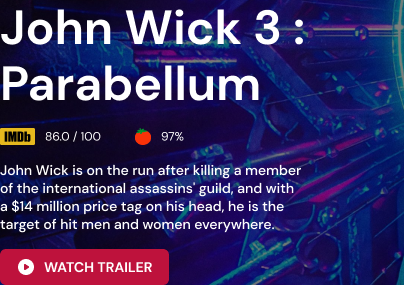 John Wick 3 :
Parabellum
IMDb 86.0 / 100 97%
John Wick is on the run after killing a member
of the international assassins' guild, and with
a $14 million price tag on his head, he is the
target of hit men and women everywhere.
WATCH TRAILER